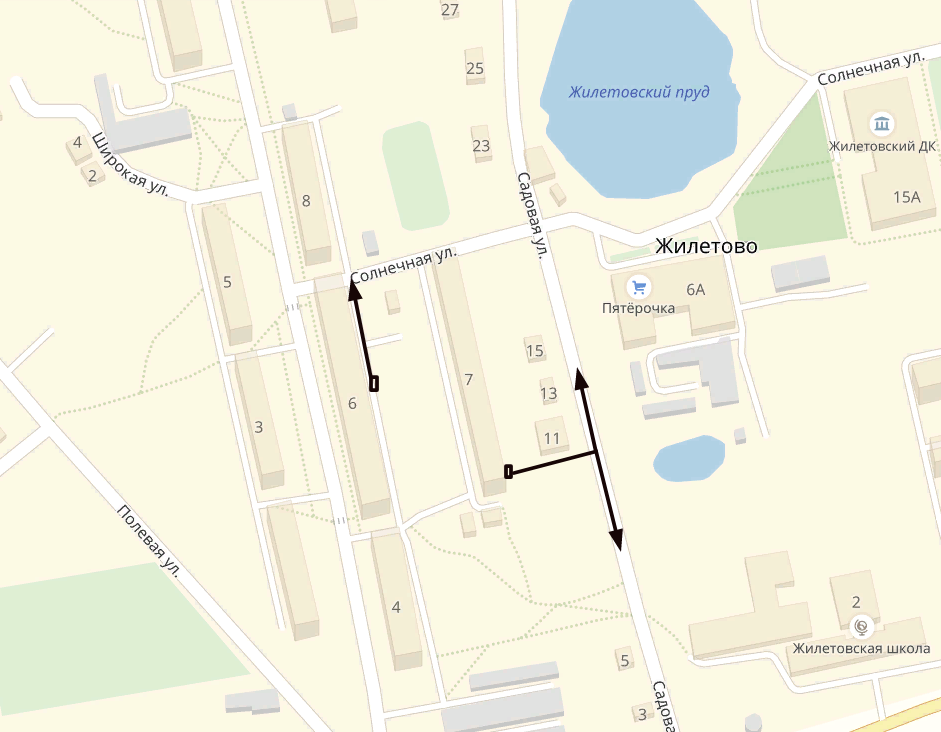 27
25
Солнечная ул.
Жилетовский пруд
4
23
Жилетовский ДК
Широкая ул.
2
8
15А
Садовая ул.
Жилетово
Солнечная ул.
5
6А
Пятёрочка
15
7
13
6
3
11
Полевая ул.
4
2
Жилетовская школа
5
Садова
3